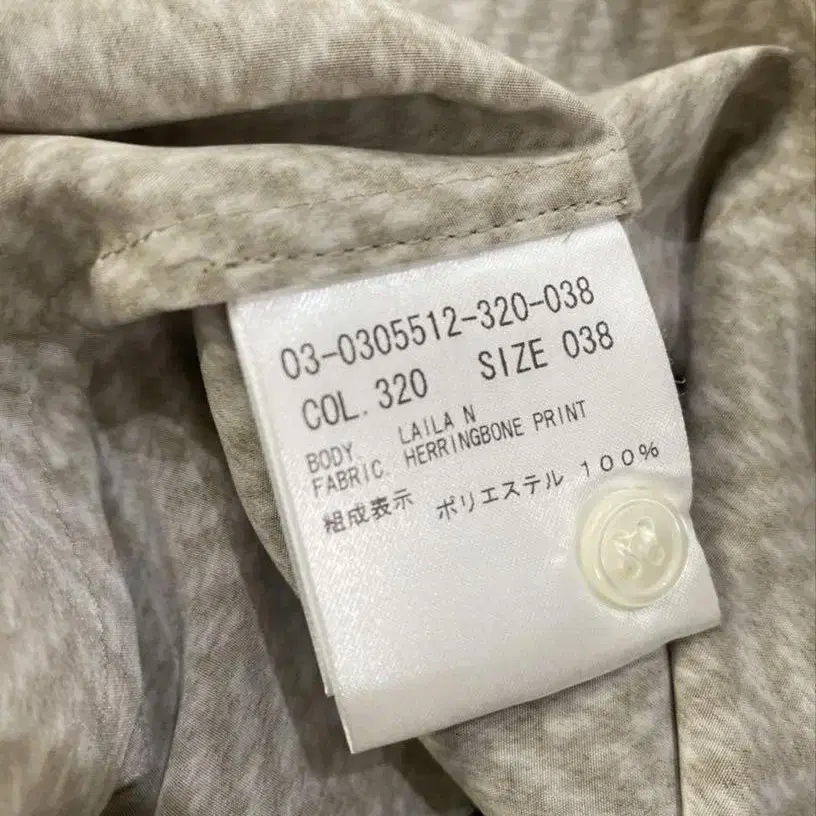 03-0305512-320-038
COL. 320 SIZE 038
BODY. LAILA N
FABRIC. HERRINGBONE PRINT
組成表示 ポリエステル 100%